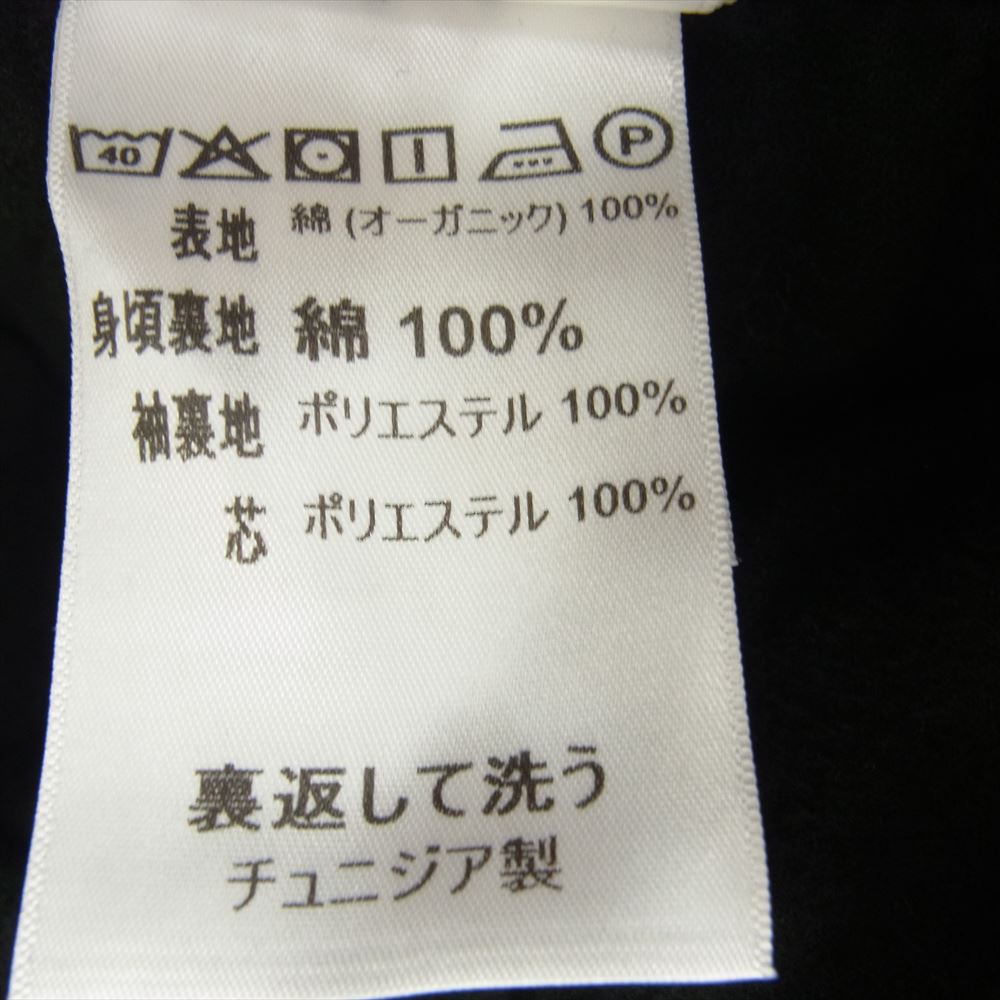 40 P
表地 綿 (オーガニック) 100%
身頃裏地 綿 100%
袖裏地 ポリエステル 100%
芯 ポリエステル 100%
裏返して洗う
チュニジア製